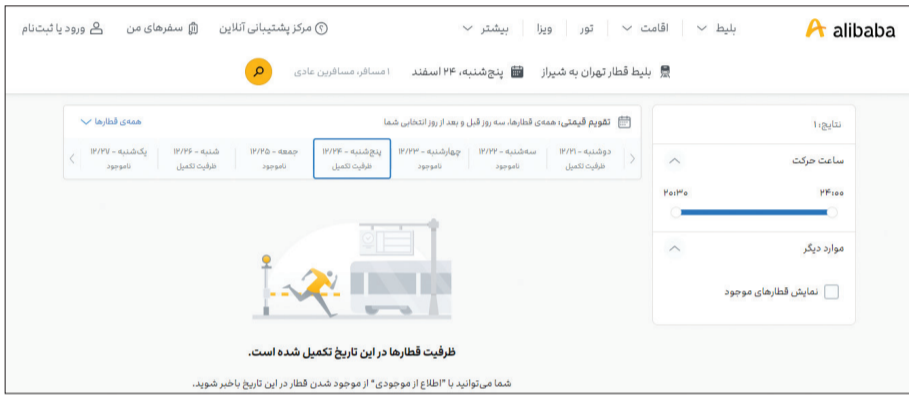 alibaba بلیط اقامت تور ویزا بیشتر مرکز پشتیبانی آنلاین سفرهای من ورود یا ثبت‌نام
بلیط قطار تهران به شیراز پنج‌شنبه، ۲۴ اسفند ۱ مسافر، مسافرین عادی
نتایج: ۱
ساعت حرکت
۲۴:۰۰ ۲۰:۳۰
موارد دیگر
نمایش قطارهای موجود
تقویم قیمتی: همه‌ی قطارها، سه روز قبل و بعد از روز انتخابی شما همه‌ی قطارها
دوشنبه - ۱۲/۲۱ سه‌شنبه - ۱۲/۲۲ چهارشنبه - ۱۲/۲۳ پنج‌شنبه - ۱۲/۲۴ جمعه - ۱۲/۲۵ شنبه - ۱۲/۲۶ یکشنبه - ۱۲/۲۷
ظرفیت تکمیل ناموجود ناموجود ظرفیت تکمیل ناموجود ظرفیت تکمیل ناموجود
ظرفیت قطارها در این تاریخ تکمیل شده است.
شما می‌توانید با "اطلاع از موجودی" از موجود شدن قطار در این تاریخ باخبر شوید.